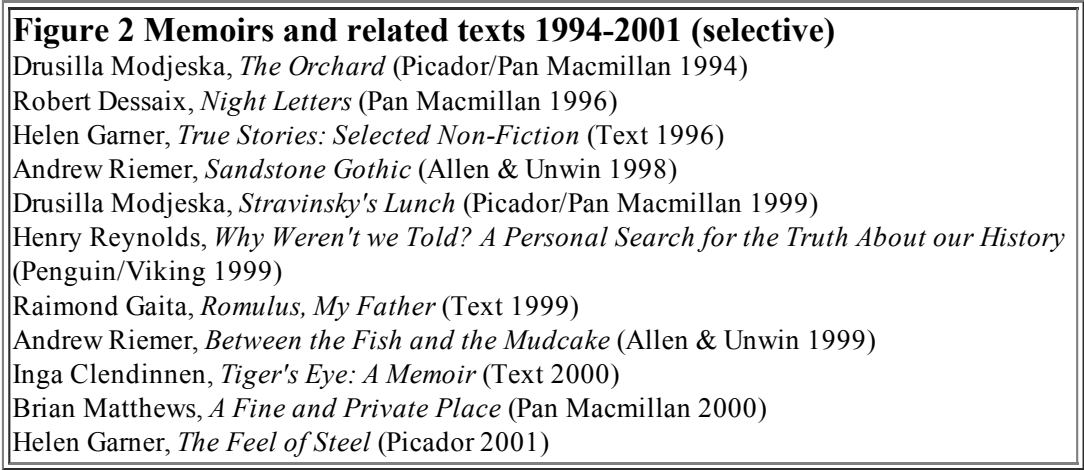 Figure 2 Memoirs and related texts 1994-2001 (selective)
Drusilla Modjeska, The Orchard (Picador/Pan Macmillan 1994)
Robert Dessaix, Night Letters (Pan Macmillan 1996)
Helen Garner, True Stories: Selected Non-Fiction (Text 1996)
Andrew Riemer, Sandstone Gothic (Allen & Unwin 1998)
Drusilla Modjeska, Stravinsky's Lunch (Picador/Pan Macmillan 1999)
Henry Reynolds, Why Weren't we Told? A Personal Search for the Truth About our History
(Penguin/Viking 1999)
Raimond Gaita, Romulus, My Father (Text 1999)
Andrew Riemer, Between the Fish and the Mudcake (Allen & Unwin 1999)
Inga Clendinnen, Tiger's Eye: A Memoir (Text 2000)
Brian Matthews, A Fine and Private Place (Pan Macmillan 2000)
Helen Garner, The Feel of Steel (Picador 2001)